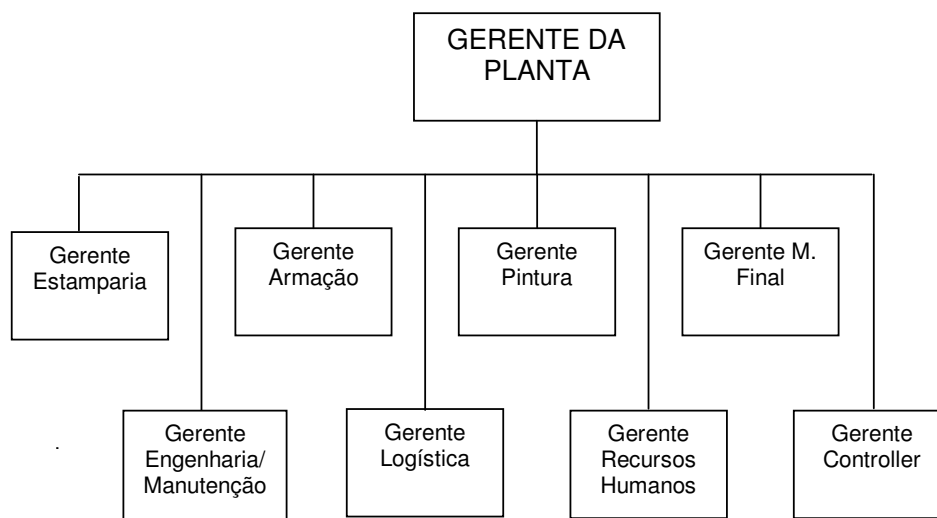 GERENTE DA
PLANTA
Gerente
Estamparia
Gerente
Armação
Gerente
Pintura
Gerente M.
Final
Gerente
Engenharia/
Manutenção
Gerente
Logística
Gerente
Recursos
Humanos
Gerente
Controller